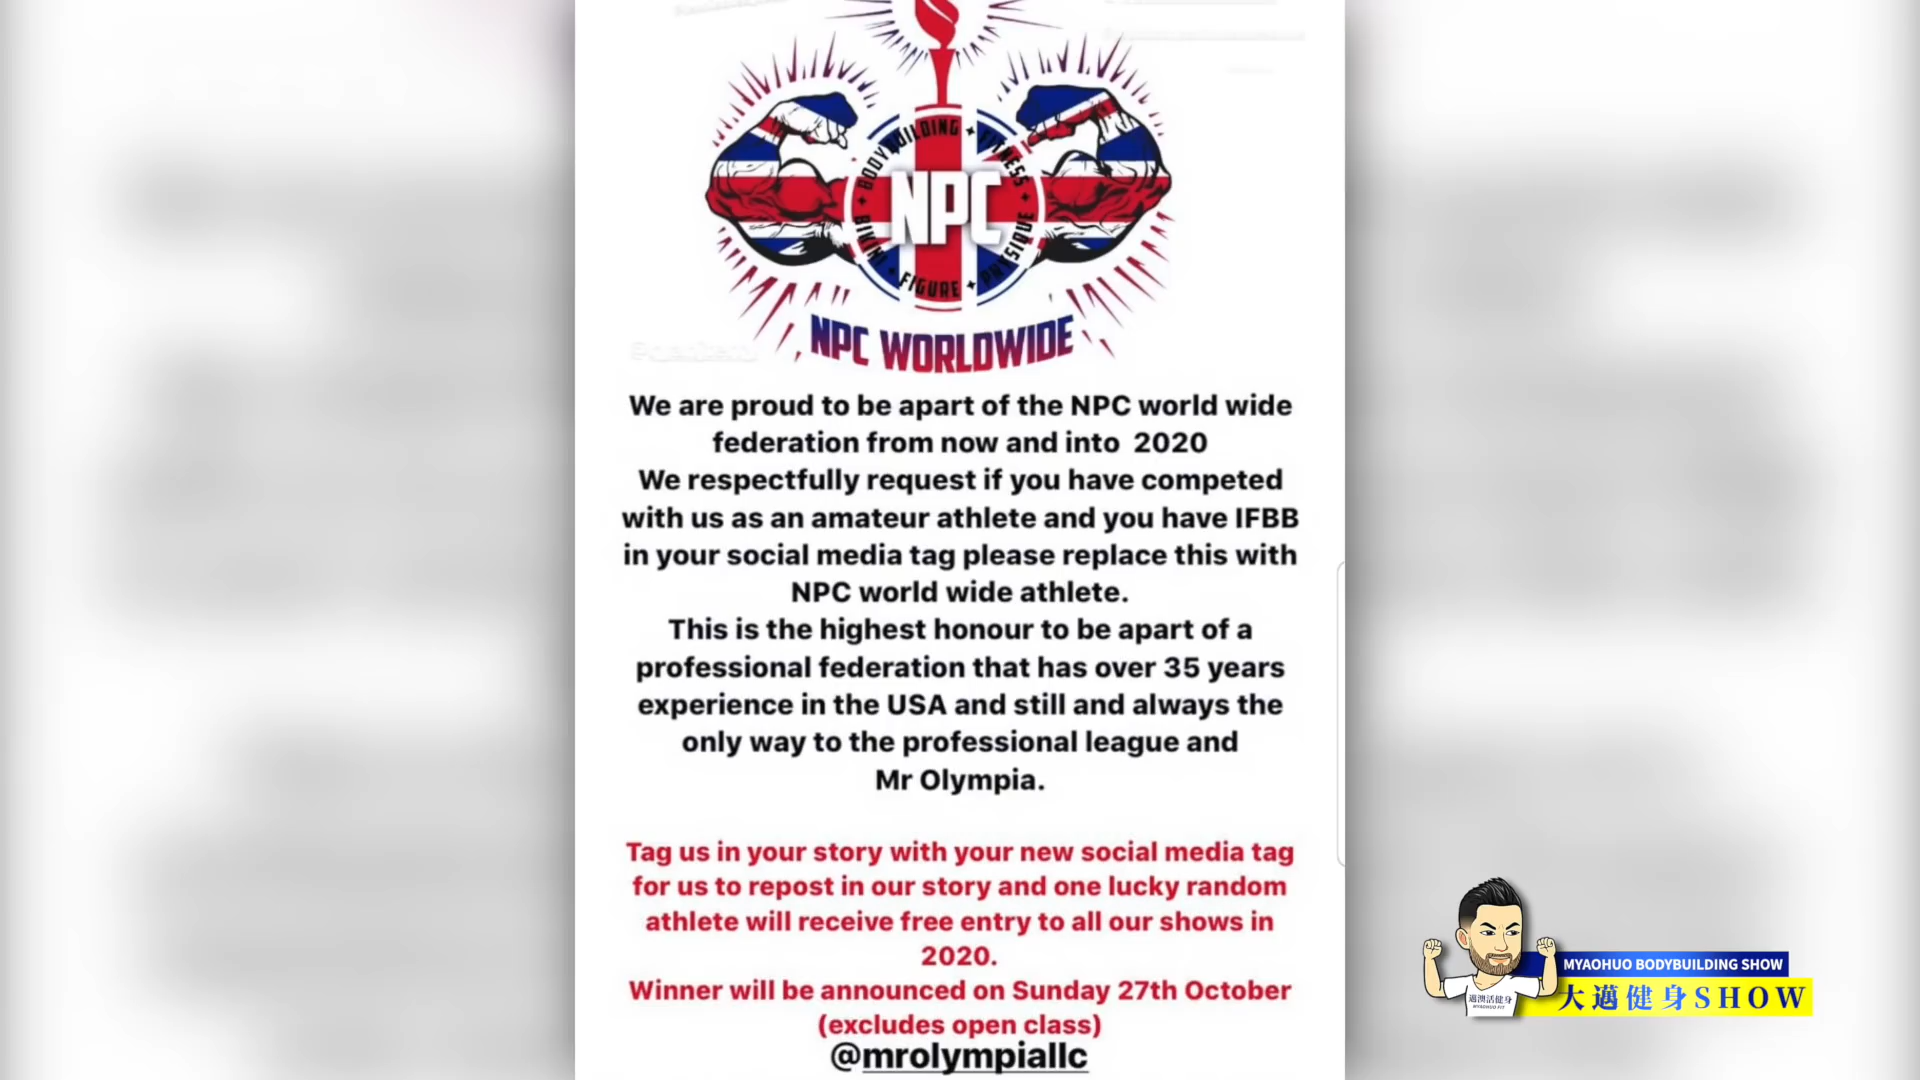 BODYBUILDING + FITNESS + PHYSIQUE + FIGURE + BIKINI +
NPC
NPC WORLDWIDE
We are proud to be apart of the NPC world wide
federation from now and into 2020
We respectfully request if you have competed
with us as an amateur athlete and you have IFBB
in your social media tag please replace this with
NPC world wide athlete.
This is the highest honour to be apart of a
professional federation that has over 35 years
experience in the USA and still and always the
only way to the professional league and
Mr Olympia.
Tag us in your story with your new social media tag
for us to repost in our story and one lucky random
athlete will receive free entry to all our shows in
2020.
Winner will be announced on Sunday 27th October
(excludes open class)
@mrolympiallc
MYAOHUO BODYBUILDING SHOW
大邁健身SHOW
邁澳活健身
MYAOHUO FIT